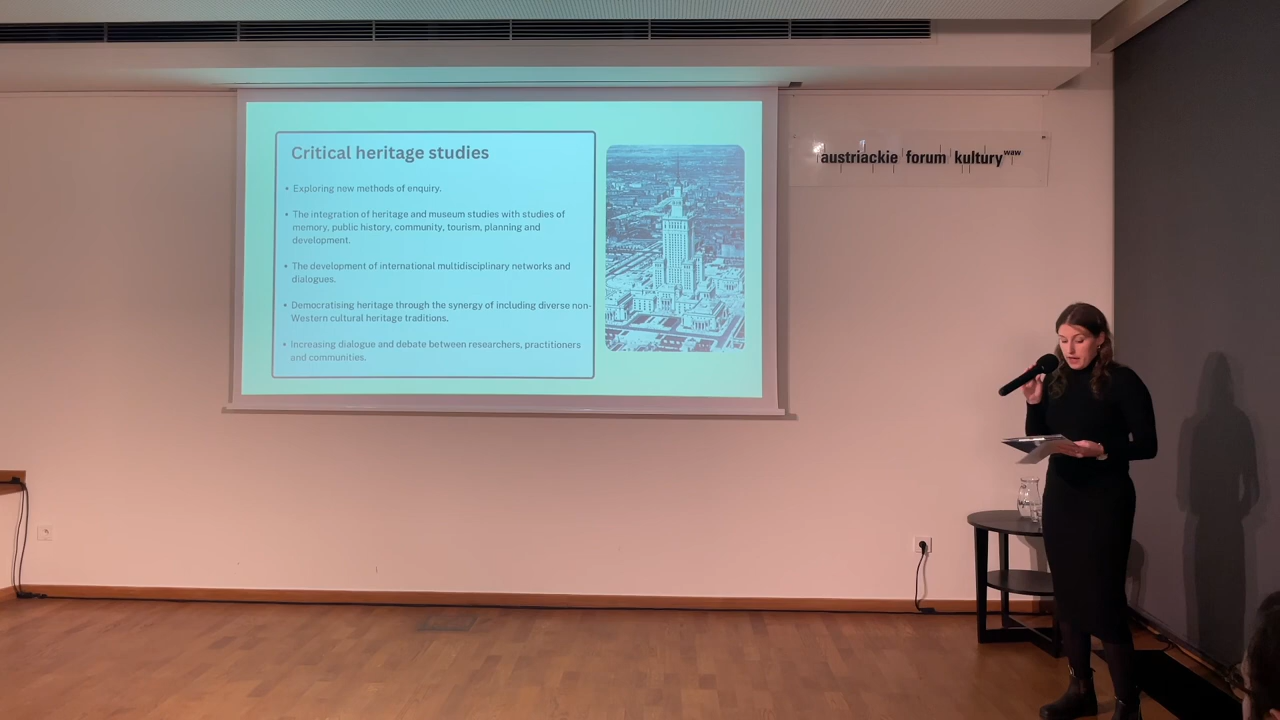 Critical heritage studies
• Exploring new methods of enquiry.
• The integration of heritage and museum studies with studies of
memory, public history, community, tourism, planning and
development.
• The development of international multidisciplinary networks and
dialogues.
• Democratising heritage through the synergy of including diverse non-
Western cultural heritage traditions.
• Increasing dialogue and debate between researchers, practitioners
and communities.
austriackie forum kultury waw